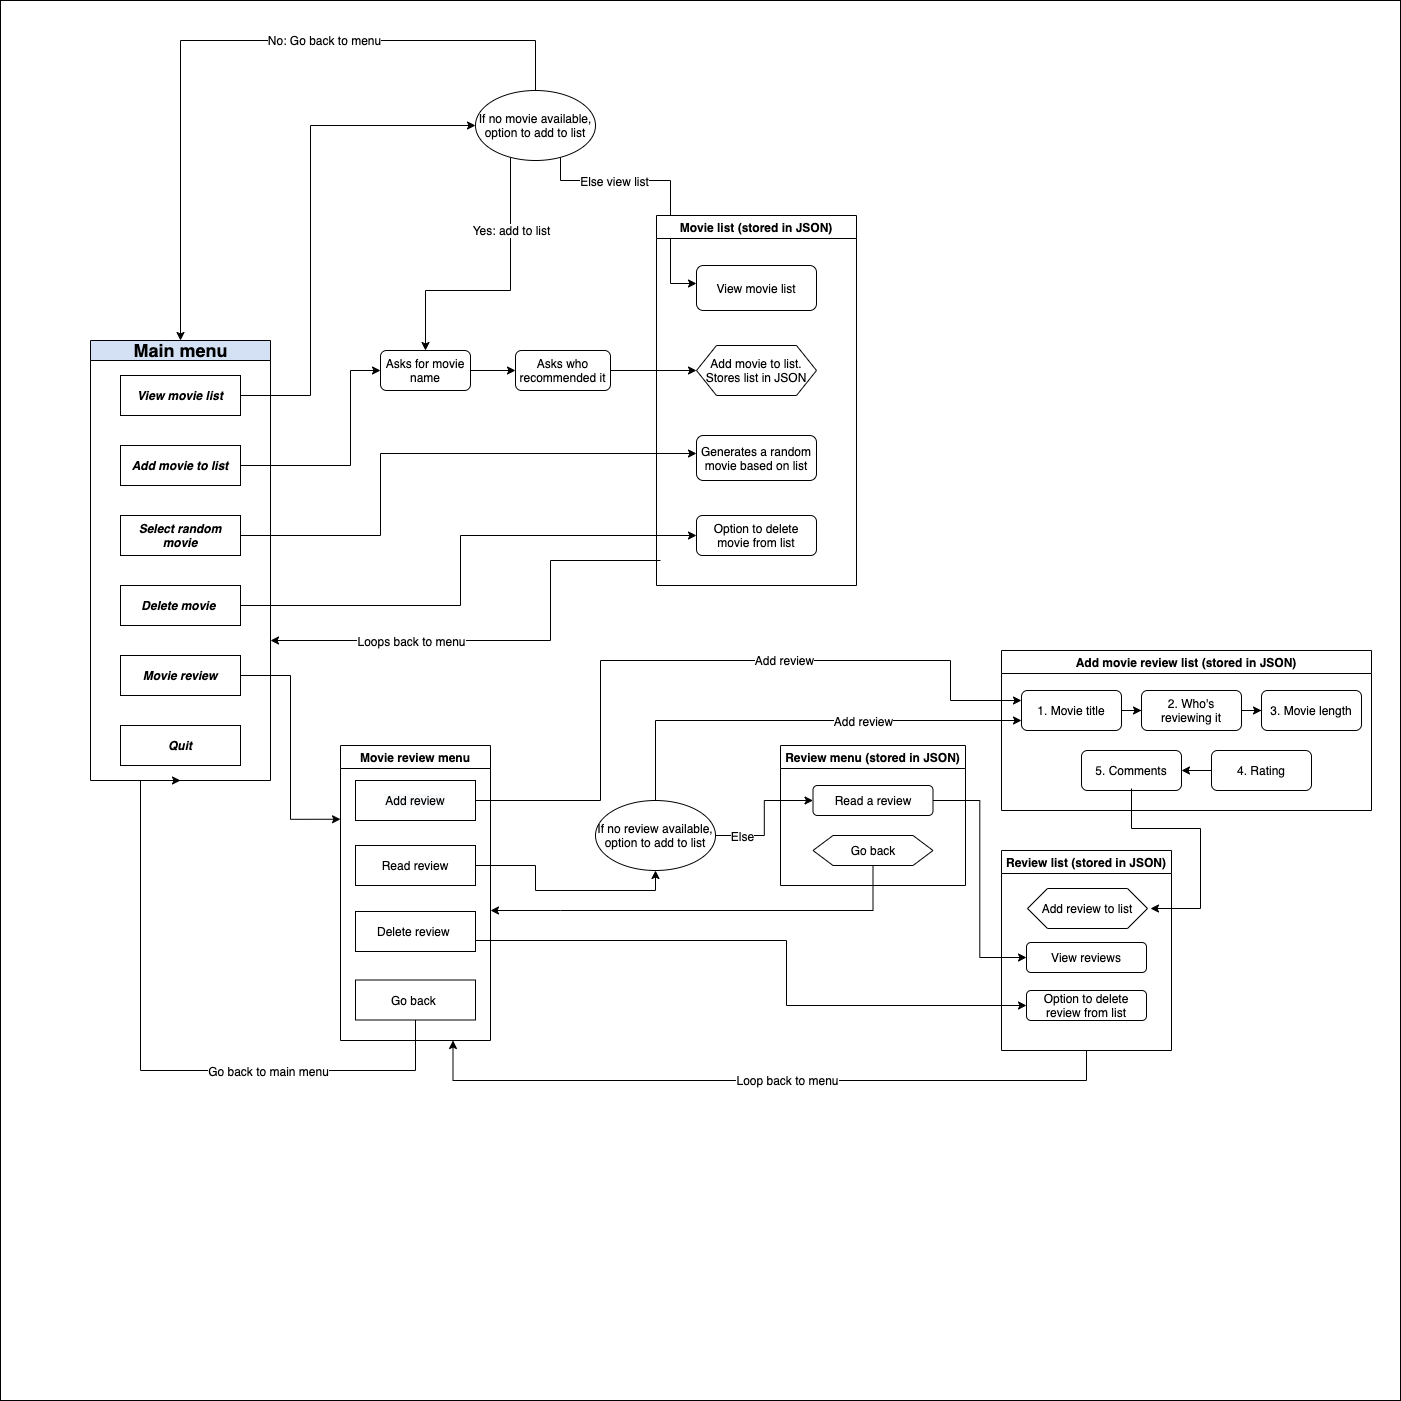 No: Go back to menu
If no movie available,
option to add to list
Else view list
Yes: add to list
Movie list (stored in JSON)
View movie list
Main menu
View movie list
Asks for movie
name
Asks who
recommended it
Add movie to list.
Stores list in JSON
Add movie to list
Generates a random
movie based on list
Select random
movie
Option to delete
movie from list
Delete movie
Loops back to menu
Movie review
Quit
Add review
Add movie review list (stored in JSON)
1. Movie title
2. Who's
reviewing it
3. Movie length
Add review
5. Comments
4. Rating
Movie review menu
Add review
Read review
Delete review
Go back
If no review available,
option to add to list
Else
Review menu (stored in JSON)
Read a review
Go back
Review list (stored in JSON)
Add review to list
View reviews
Option to delete
review from list
Go back to main menu
Loop back to menu